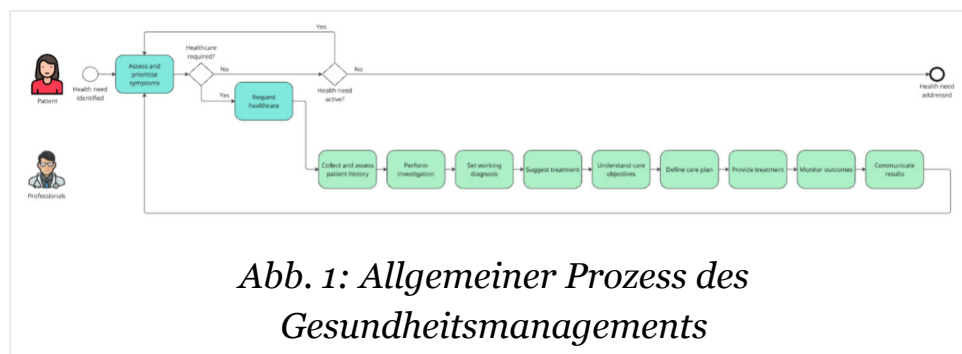 Yes
Healthcare
required?
Assess and
prioritise
symptoms
No
No
Patient
Health need
identified
Health need
active?
Health need
addressed
Yes
Request
healthcare
Collect and assess
patient history
Perform
investigation
Set working
diagnosis
Suggest treatment
Understand care
objectives
Define care plan
Provide treatment
Monitor outcomes
Communicate
results
Professionals
Abb. 1: Allgemeiner Prozess des
Gesundheitsmanagements